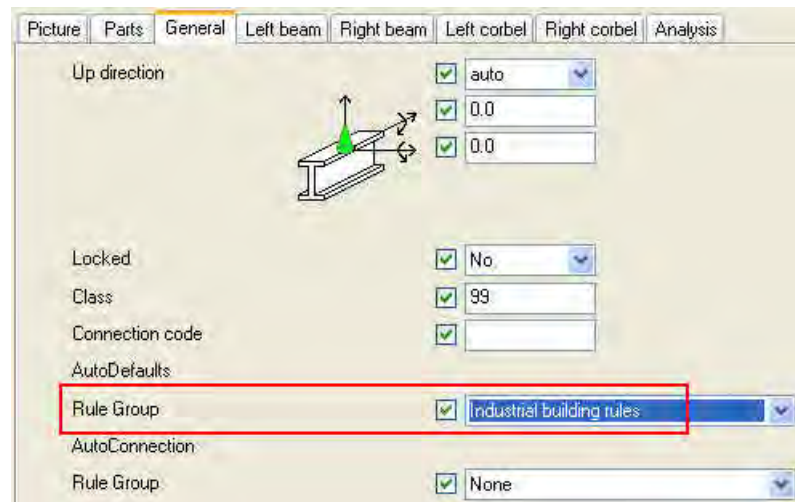 Picture Parts General Left beam Right beam Left corbel Right corbel Analysis
Up direction auto
0.0
0.0
Locked No
Class 99
Connection code
AutoDefaults
Rule Group Industrial building rules
AutoConnection
Rule Group None